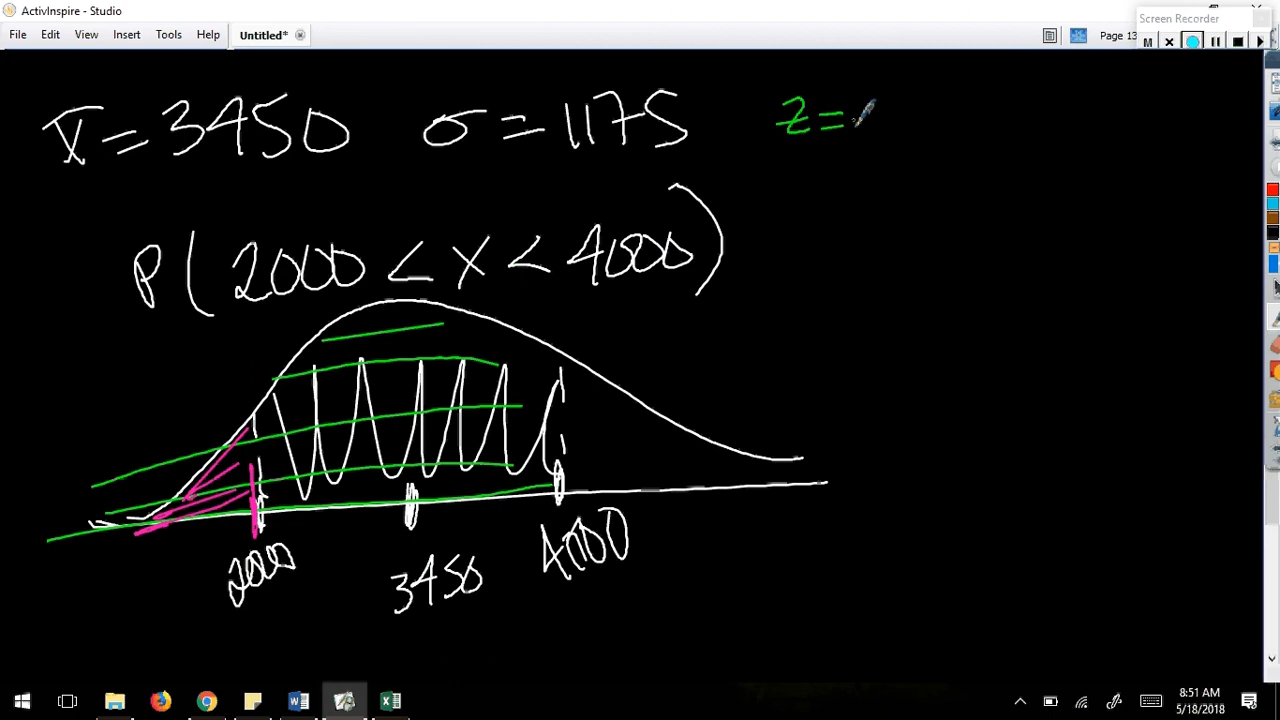 ActivInspire - Studio
Screen Recorder
File Edit View Insert Tools Help Untitled* Page 13
M
x̄ = 3450 σ = 1175 z =
P(2000 < x < 4000)
2000 3450 4000
8:51 AM
5/18/2018